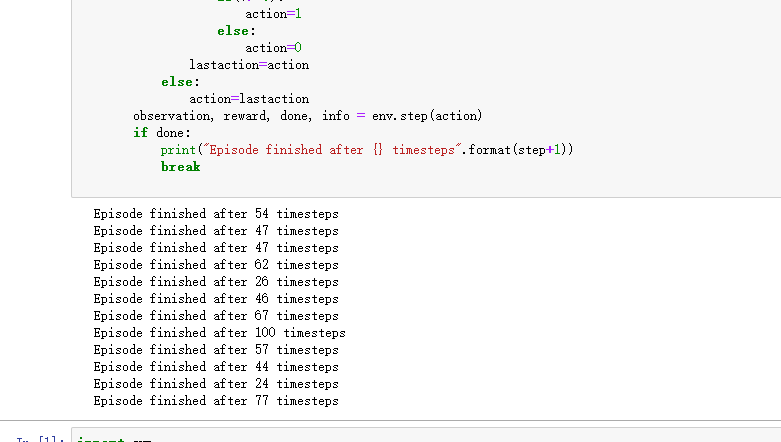 action=1
else:
action=0
lastaction=action
else:
action=lastaction
observation, reward, done, info = env.step(action)
if done:
print("Episode finished after {} timesteps".format(step+1))
break
Episode finished after 54 timesteps
Episode finished after 47 timesteps
Episode finished after 47 timesteps
Episode finished after 62 timesteps
Episode finished after 26 timesteps
Episode finished after 46 timesteps
Episode finished after 67 timesteps
Episode finished after 100 timesteps
Episode finished after 57 timesteps
Episode finished after 44 timesteps
Episode finished after 24 timesteps
Episode finished after 77 timesteps
In [1]: import